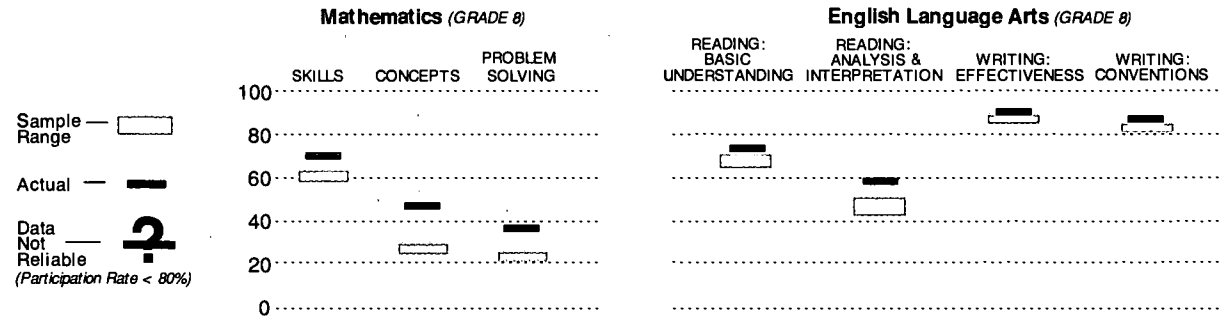 Mathematics (GRADE 8)
English Language Arts (GRADE 8)
SKILLS
CONCEPTS
PROBLEM
SOLVING
READING:
BASIC
UNDERSTANDING
READING:
ANALYSIS &
INTERPRETATION
WRITING:
EFFECTIVENESS
WRITING:
CONVENTIONS
100
80
60
40
20
0
Sample
Range
Actual
Data
Not
Reliable
?
(Participation Rate < 80%)